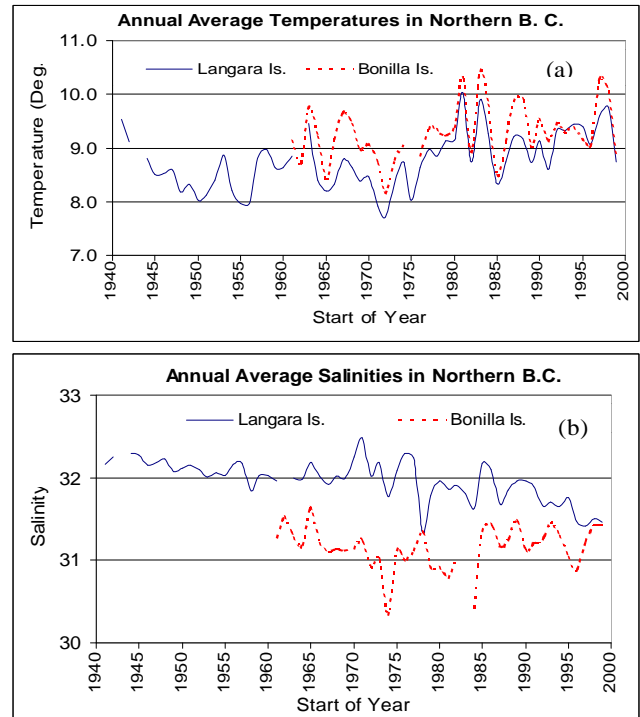 Annual Average Temperatures in Northern B. C.
Langara Is. Bonilla Is. (a)
Temperature (Deg.
11.0
10.0
9.0
8.0
7.0
1940 1945 1950 1955 1960 1965 1970 1975 1980 1985 1990 1995 2000
Start of Year
Annual Average Salinities in Northern B.C.
Langara Is. Bonilla Is. (b)
Salinity
33
32
31
30
1940 1945 1950 1955 1960 1965 1970 1975 1980 1985 1990 1995 2000
Start of Year